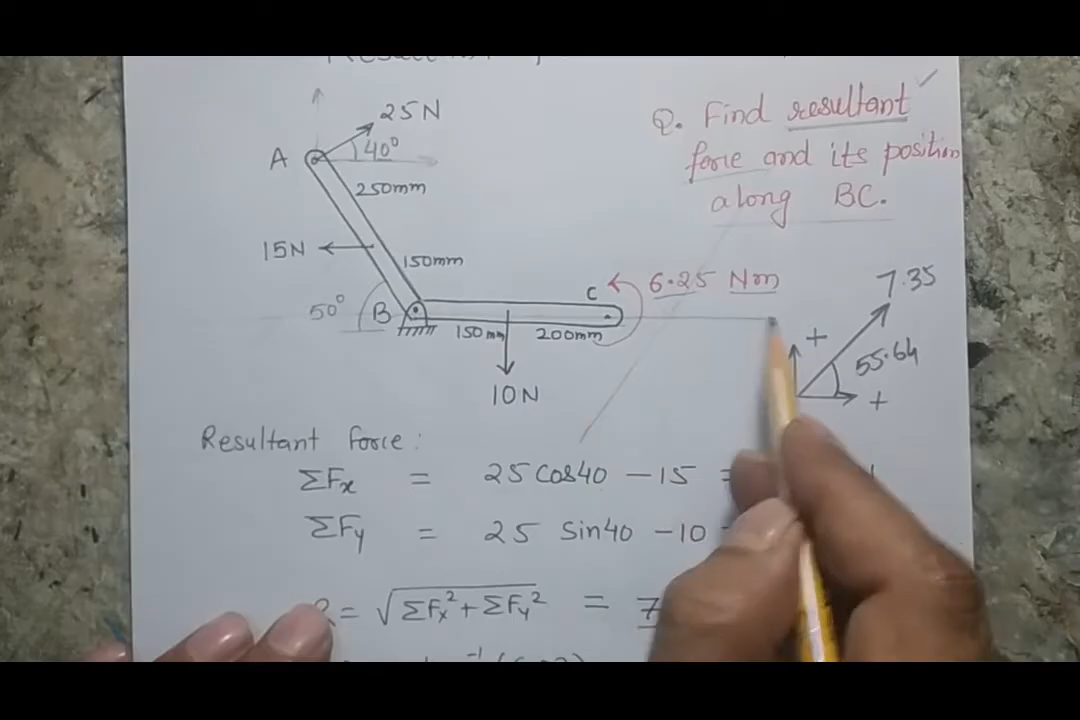 25N
A
40°
250mm
15N
150mm
50°
B
C
6.25 Nm
150mm
200mm
10N
Q. Find resultant
force and its position
along BC.
7.35
+
55.64
+
Resultant force:
ΣFx = 25 cos40 - 15 =
ΣFy = 25 Sin40 - 10
R = √ΣFx² + ΣFy² = 7